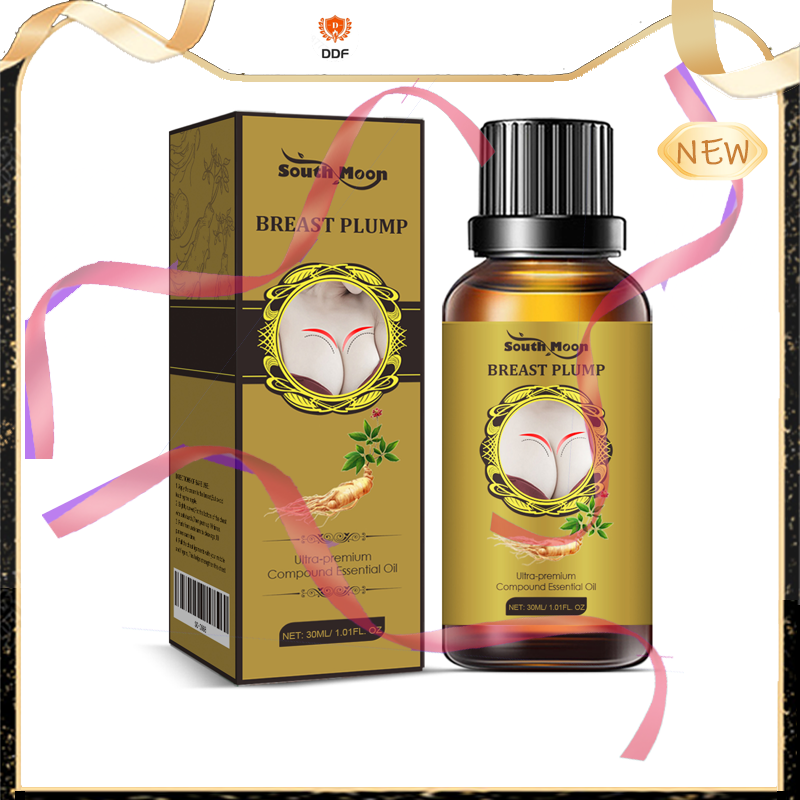 DDF
NEW
South Moon
BREAST PLUMP
Ultra-premium
Compound Essential Oil
NET: 30ML/ 1.01FL. OZ
South Moon
BREAST PLUMP
Ultra-premium
Compound Essential Oil
NET: 30ML/ 1.01FL. OZ